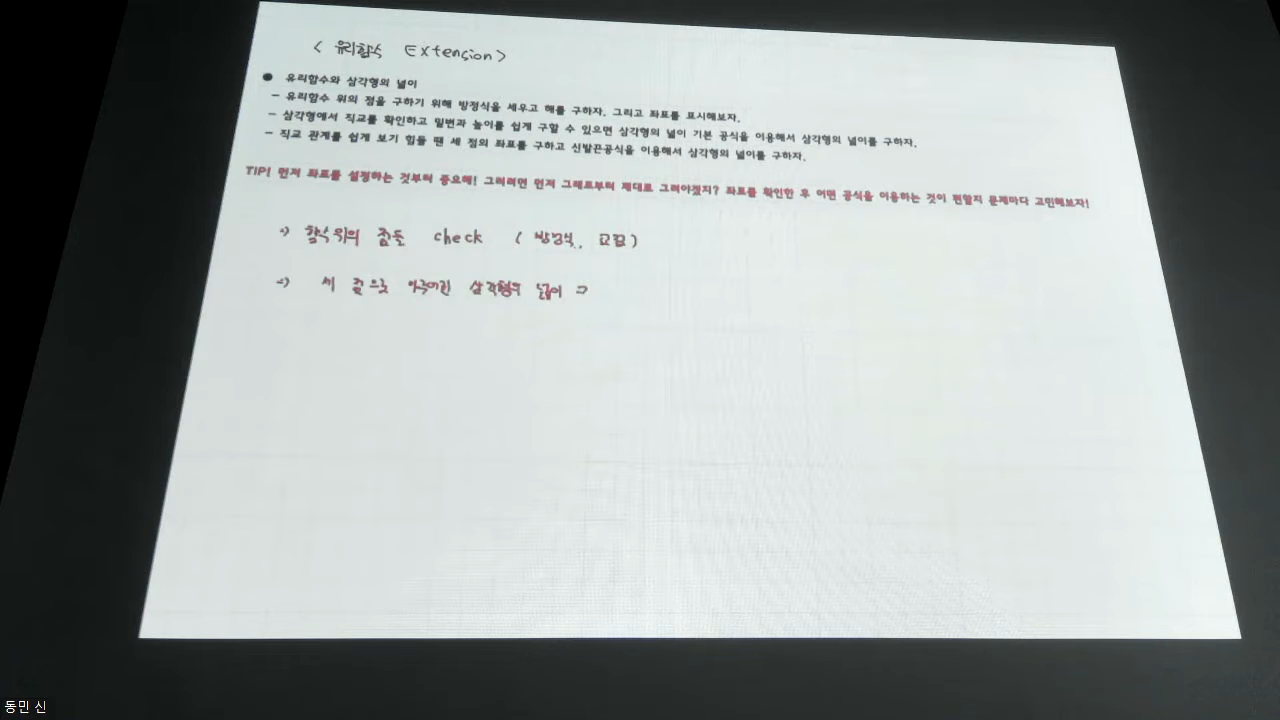 < 유리함수 Extension>
● 유리함수와 삼각형의 넓이
- 유리함수 위의 점을 구하기 위해 방정식을 세우고 해를 구하자. 그리고 좌표를 표시해보자.
- 삼각형에서 직교를 확인하고 밑변과 높이를 쉽게 구할 수 있으면 삼각형의 넓이 기본 공식을 이용해서 삼각형의 넓이를 구하자.
- 직교 관계를 쉽게 보기 힘들 땐 세 점의 좌표를 구하고 신발끈공식을 이용해서 삼각형의 넓이를 구하자.
TIP! 먼저 좌표를 설정하는 것부터 중요해! 그러려면 먼저 그래프부터 제대로 그려야겠지? 좌표를 확인한 후 어떤 공식을 이용하는 것이 편할지 문제마다 고민해보자!
→ 함수 위의 점들 check ( 방정식, 교점 )
→ 세 점으로 이루어진 삼각형의 넓이 ⇒
동민 신